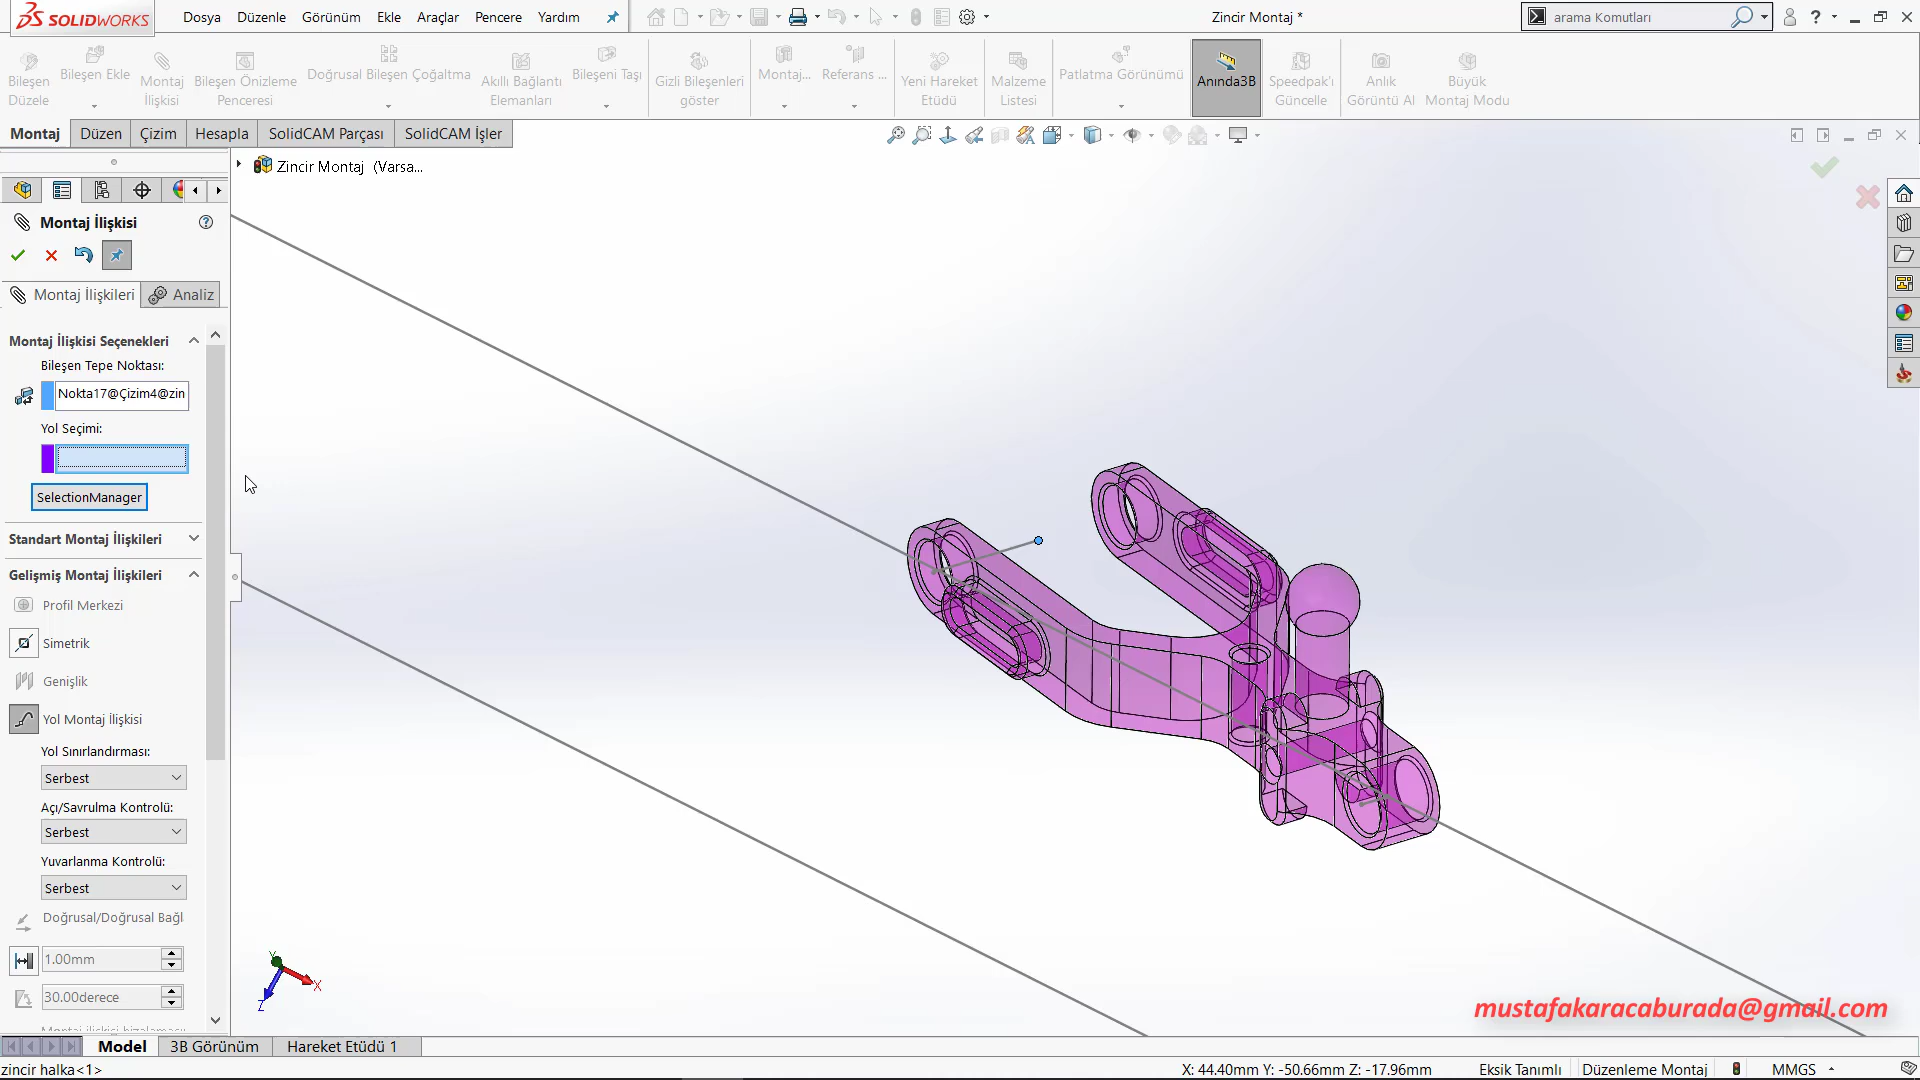 SOLIDWORKS
Dosya Düzenle Görünüm Ekle Araçlar Pencere Yardım
Zincir Montaj *
arama Komutları
Bileşen Düzele
Bileşen Ekle
Montaj İlişkisi
Bileşen Önizleme Penceresi
Doğrusal Bileşen Çoğaltma
Akıllı Bağlantı Elemanları
Bileşeni Taşı
Gizli Bileşenleri göster
Montaj...
Referans ...
Yeni Hareket Etüdü
Malzeme Listesi
Patlatma Görünümü
Anında3B
Speedpak'ı Güncelle
Anlık Görüntü Al
Büyük Montaj Modu
Montaj Düzen Çizim Hesapla SolidCAM Parçası SolidCAM İşler
Zincir Montaj (Varsa...
Montaj İlişkisi
Montaj İlişkileri Analiz
Montaj İlişkisi Seçenekleri
Bileşen Tepe Noktası:
Nokta17@Çizim4@zin
Yol Seçimi:
SelectionManager
Standart Montaj İlişkileri
Gelişmiş Montaj İlişkileri
Profil Merkezi
Simetrik
Genişlik
Yol Montaj İlişkisi
Yol Sınırlandırması:
Serbest
Açı/Savrulma Kontrolü:
Serbest
Yuvarlanma Kontrolü:
Serbest
Doğrusal/Doğrusal Bağl
1.00mm
30.00derece
Montaj ilişkisi hizalaması:
Y
X
Z
mustafakaracaburada@gmail.com
Model 3B Görünüm Hareket Etüdü 1
zincir halka<1>
X: 44.40mm Y: -50.66mm Z: -17.96mm Eksik Tanımlı Düzenleme Montaj MMGS